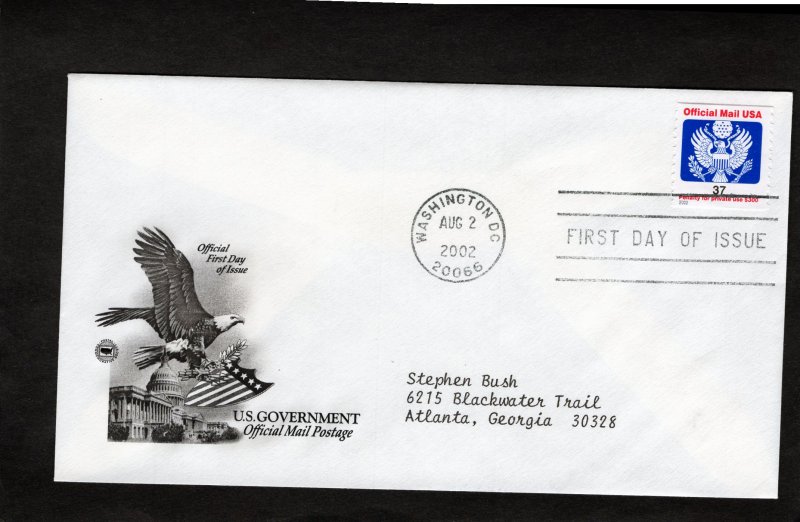 Official Mail USA
37
Penalty for private use $300
2002
WASHINGTON DC
AUG 2
2002
20066
FIRST DAY OF ISSUE
Official
First Day
of Issue
U.S. GOVERNMENT
Official Mail Postage
Stephen Bush
6215 Blackwater Trail
Atlanta, Georgia 30328